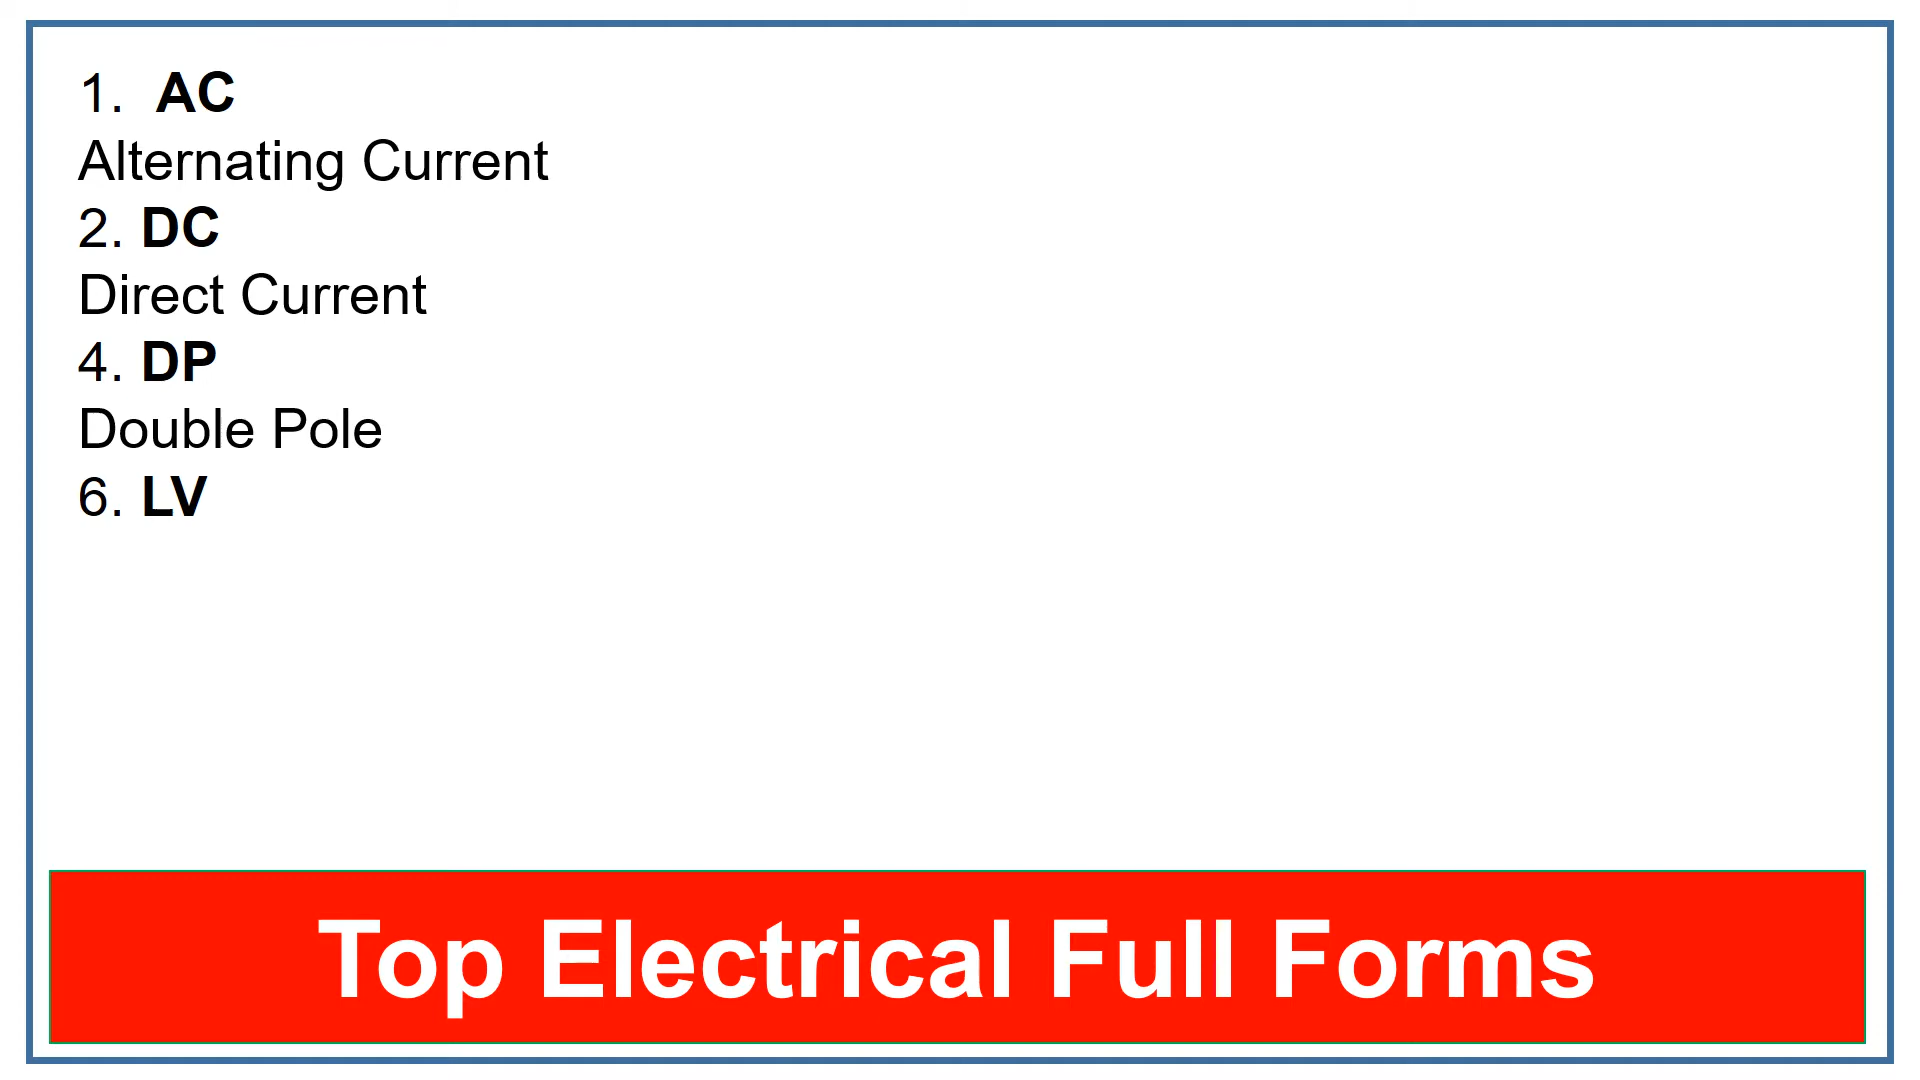 1. AC
Alternating Current
2. DC
Direct Current
4. DP
Double Pole
6. LV
Top Electrical Full Forms